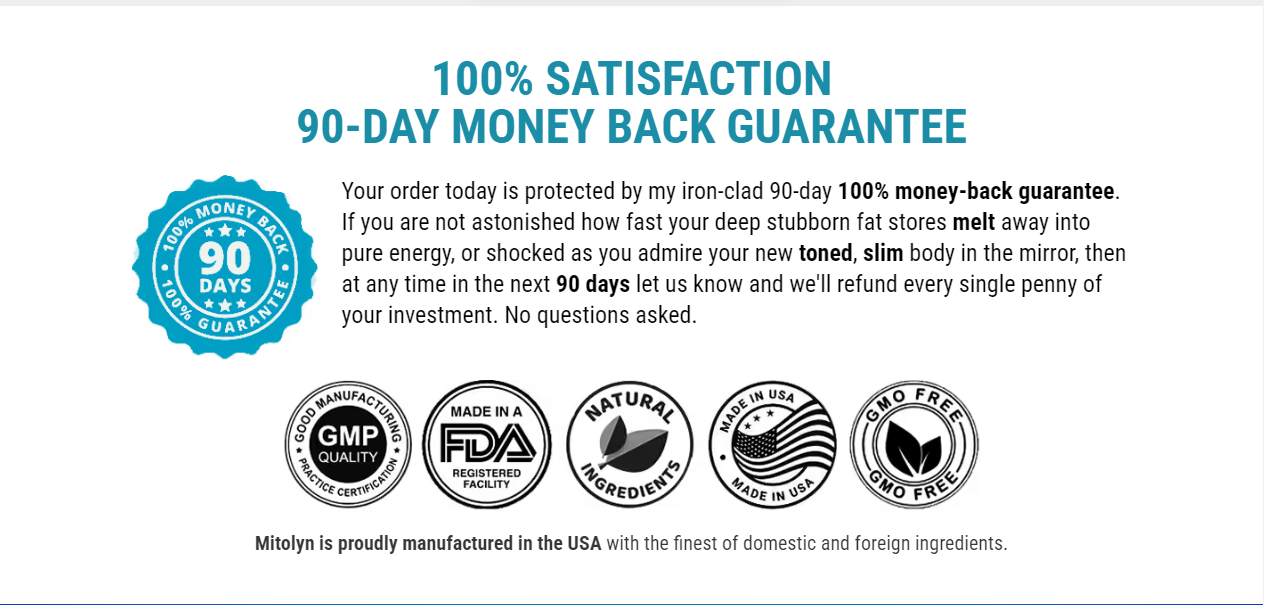 100% SATISFACTION
90-DAY MONEY BACK GUARANTEE
Your order today is protected by my iron-clad 90-day 100% money-back guarantee.
If you are not astonished how fast your deep stubborn fat stores melt away into
pure energy, or shocked as you admire your new toned, slim body in the mirror, then
at any time in the next 90 days let us know and we'll refund every single penny of
your investment. No questions asked.
100% MONEY BACK
90
DAYS
100% GUARANTEE
GOOD MANUFACTURING
GMP
QUALITY
PRACTICE CERTIFICATION
MADE IN A
FDA
REGISTERED
FACILITY
NATURAL
INGREDIENTS
MADE IN USA
MADE IN USA
GMO FREE
GMO FREE
Mitolyn is proudly manufactured in the USA with the finest of domestic and foreign ingredients.